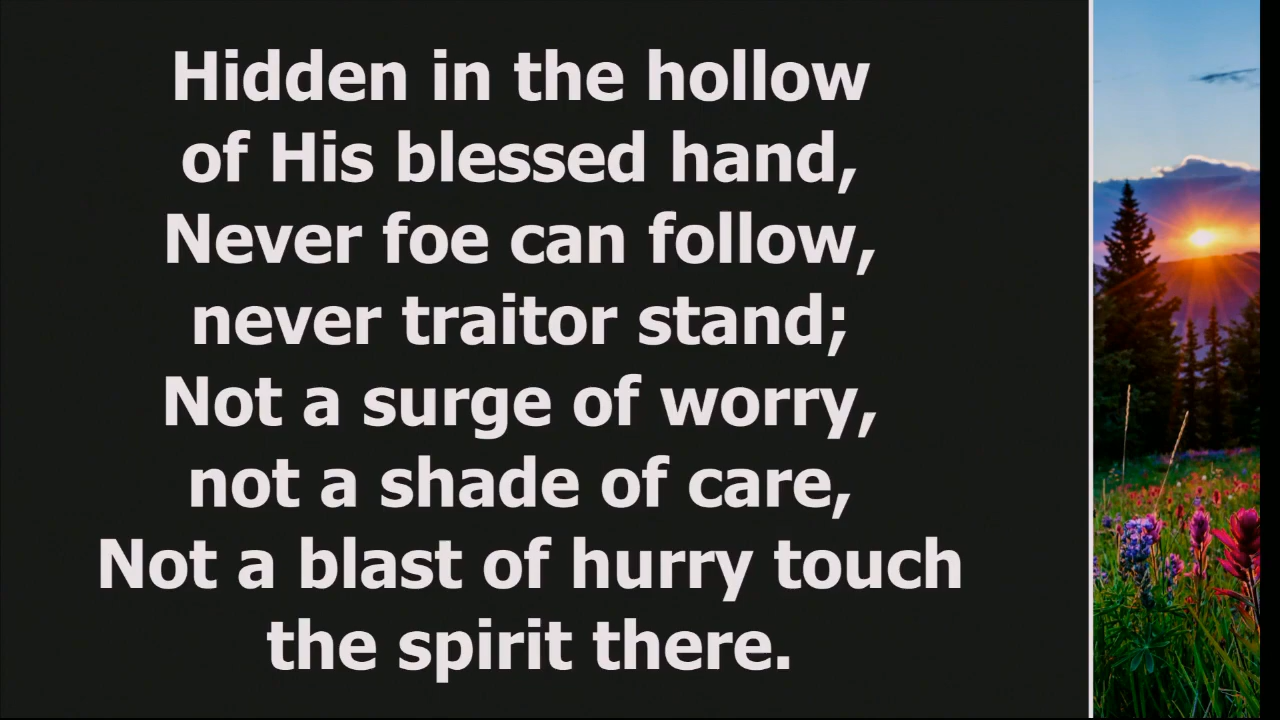 Hidden in the hollow
of His blessed hand,
Never foe can follow,
never traitor stand;
Not a surge of worry,
not a shade of care,
Not a blast of hurry touch
the spirit there.